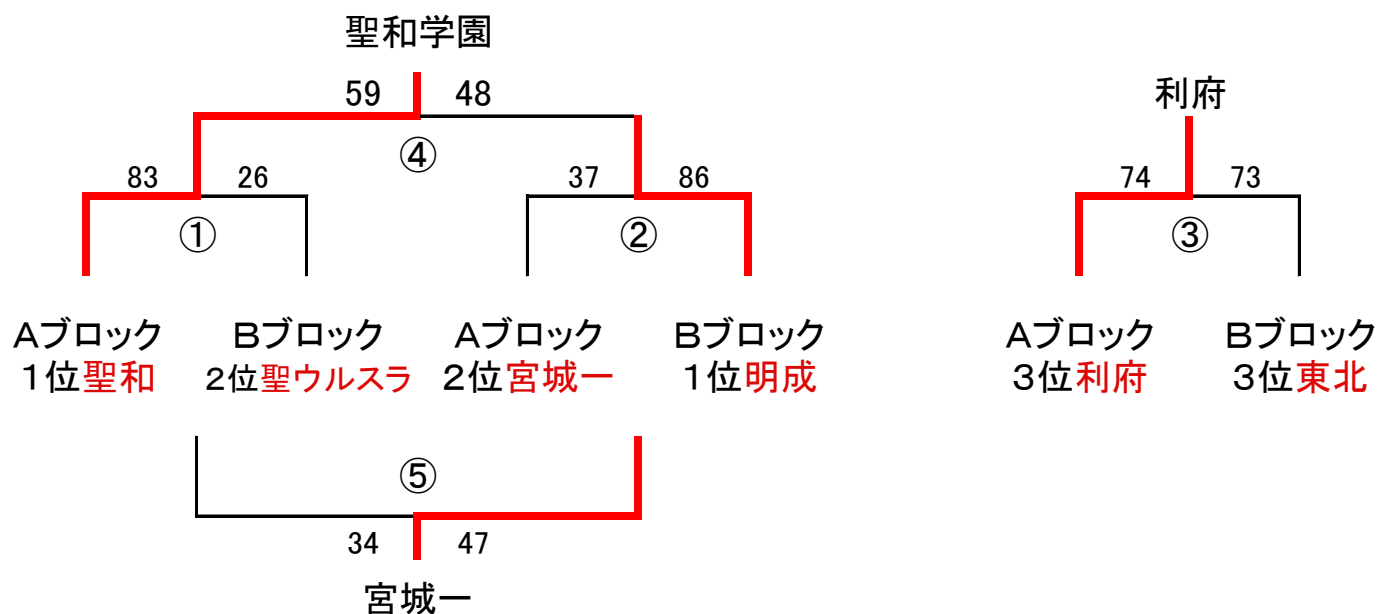 聖和学園
59 48
利府
④
83 26
37 86
74 73
①
②
③
Aブロック
1位聖和
Bブロック
2位聖ウルスラ
Aブロック
2位宮城一
Bブロック
1位明成
Aブロック
3位利府
Bブロック
3位東北
⑤
34 47
宮城一